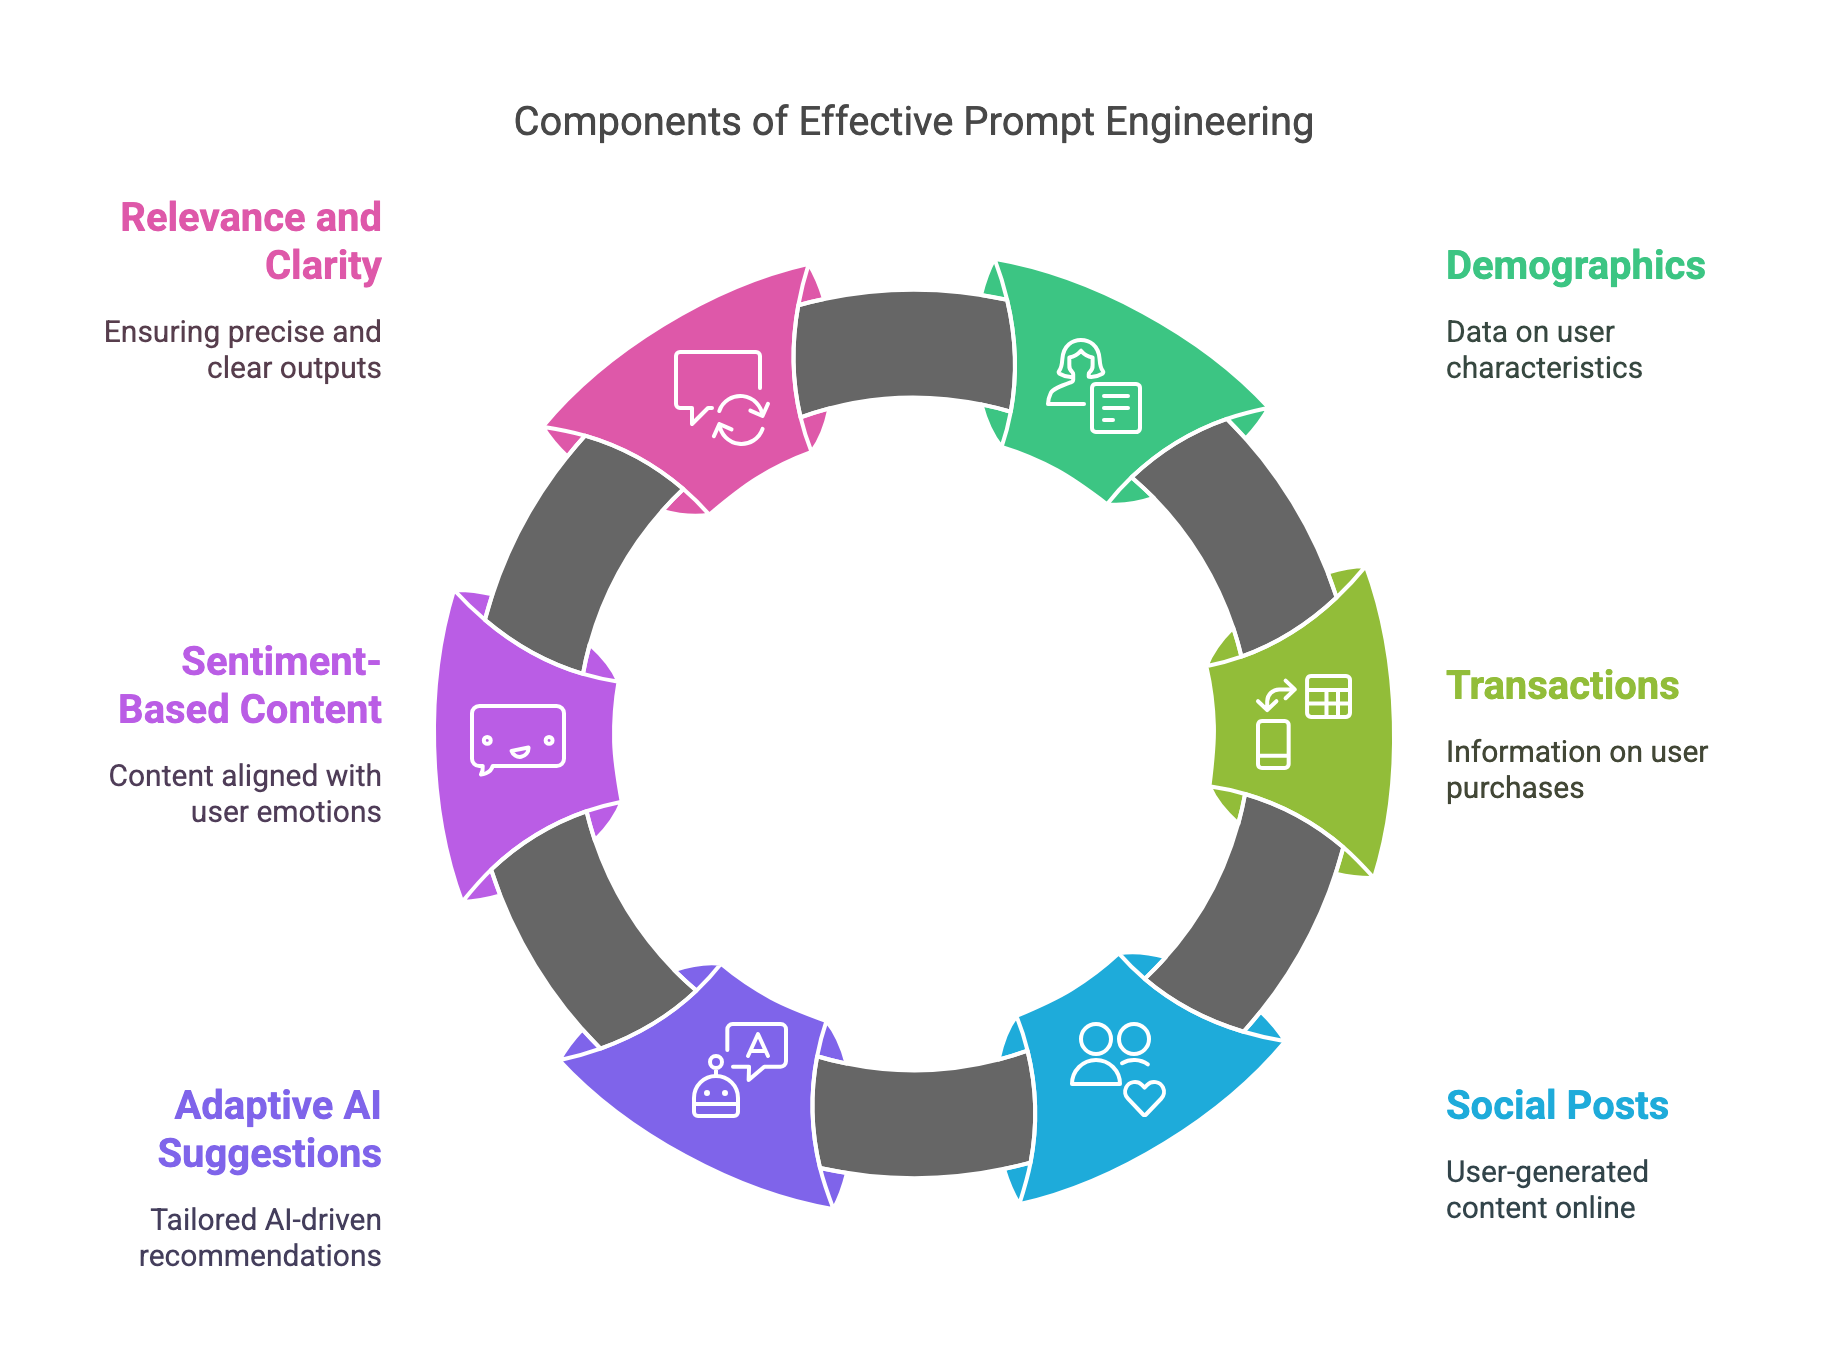 Components of Effective Prompt Engineering
Relevance and
Clarity
Ensuring precise and
clear outputs
Demographics
Data on user
characteristics
Sentiment-
Based Content
Content aligned with
user emotions
Transactions
Information on user
purchases
Adaptive AI
Suggestions
Tailored AI-driven
recommendations
A
Social Posts
User-generated
content online